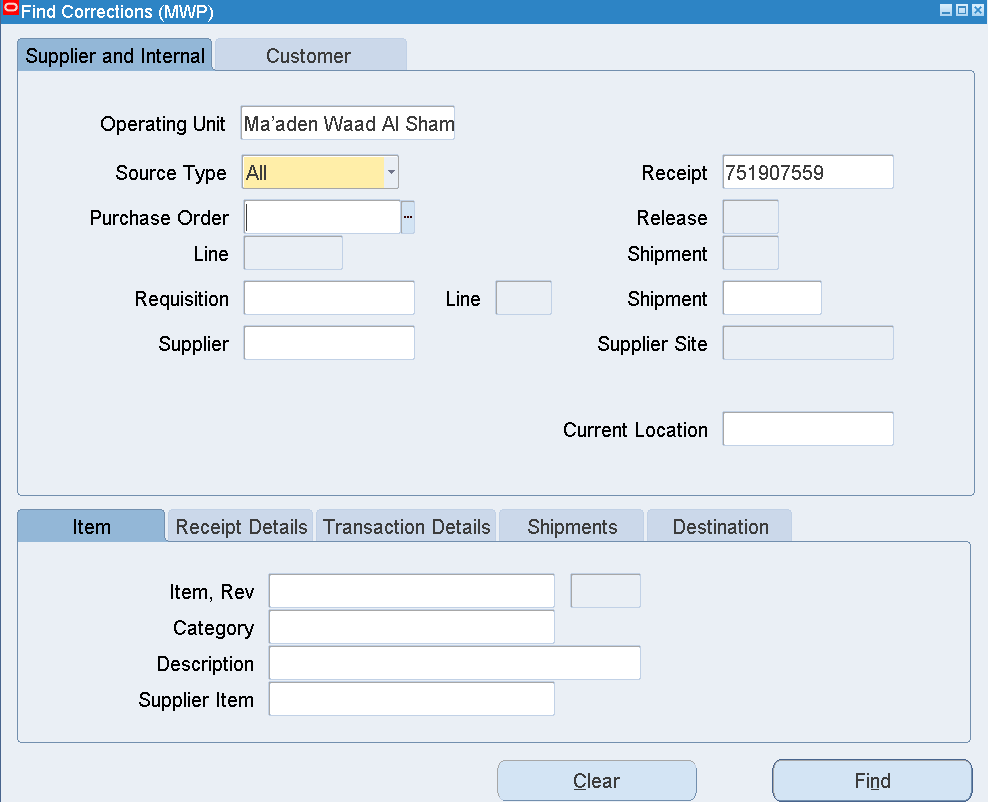 Find Corrections (MWP)
Supplier and Internal Customer
Operating Unit Ma'aden Waad Al Sham
Source Type All Receipt 751907559
Purchase Order ... Release
Line Shipment
Requisition Line Shipment
Supplier Supplier Site
Current Location
Item Receipt Details Transaction Details Shipments Destination
Item, Rev
Category
Description
Supplier Item
Clear Find